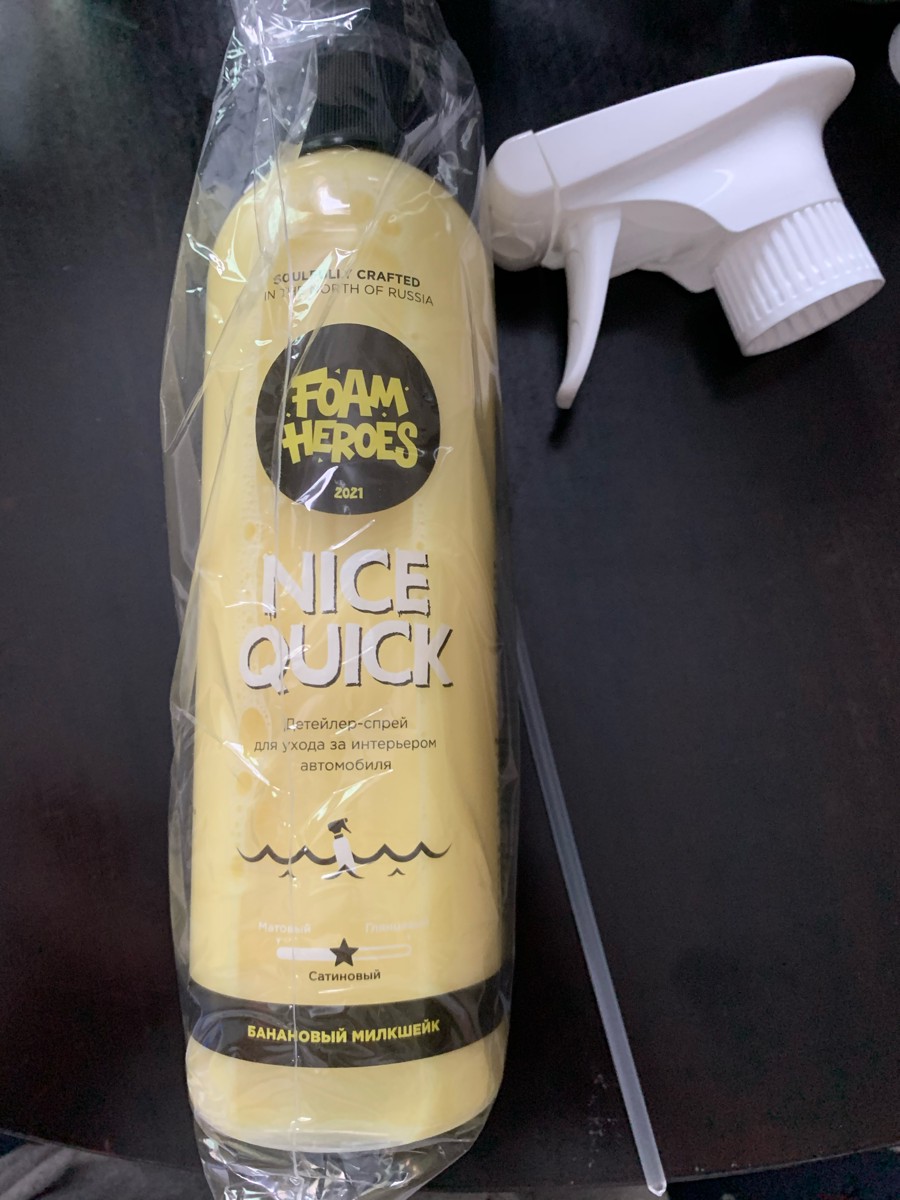 SOULFULLY CRAFTED
IN THE NORTH OF RUSSIA
FOAM
HEROES
2021
NICE
QUICK
Детейлер-спрей
для ухода за интерьером
автомобиля
Матовый
Сатиновый
БАНАНОВЫЙ МИЛКШЕЙК